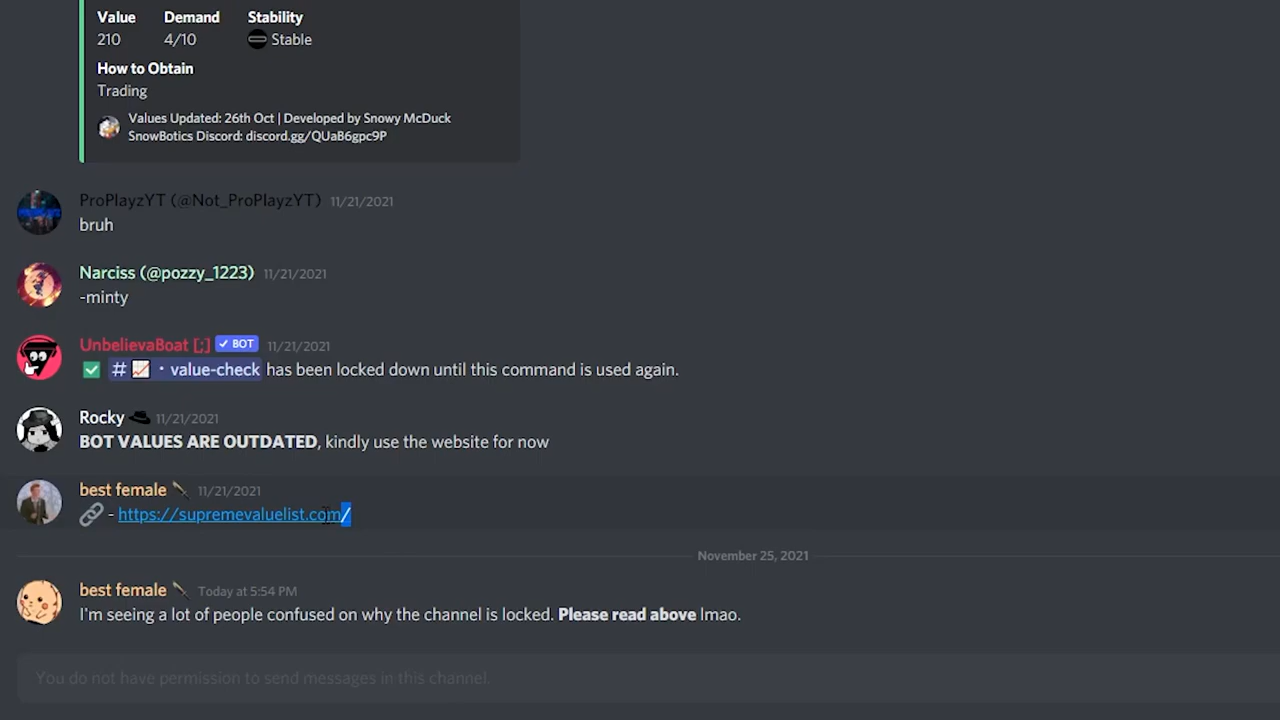 Value Demand Stability
210 4/10 Stable
How to Obtain
Trading
Values Updated: 26th Oct | Developed by Snowy McDuck
SnowBotics Discord: discord.gg/QUaB6gpc9P
ProPlayzYT (@Not_ProPlayzYT) 11/21/2021
bruh
Narciss (@pozzy_1223) 11/21/2021
-minty
UnbelievaBoat [;] ✓ BOT 11/21/2021
✅ # 📈・value-check has been locked down until this command is used again.
Rocky 11/21/2021
BOT VALUES ARE OUTDATED, kindly use the website for now
best female 11/21/2021
🔗 - https://supremevaluelist.com/
November 25, 2021
best female Today at 5:54 PM
I'm seeing a lot of people confused on why the channel is locked. Please read above lmao.
You do not have permission to send messages in this channel.